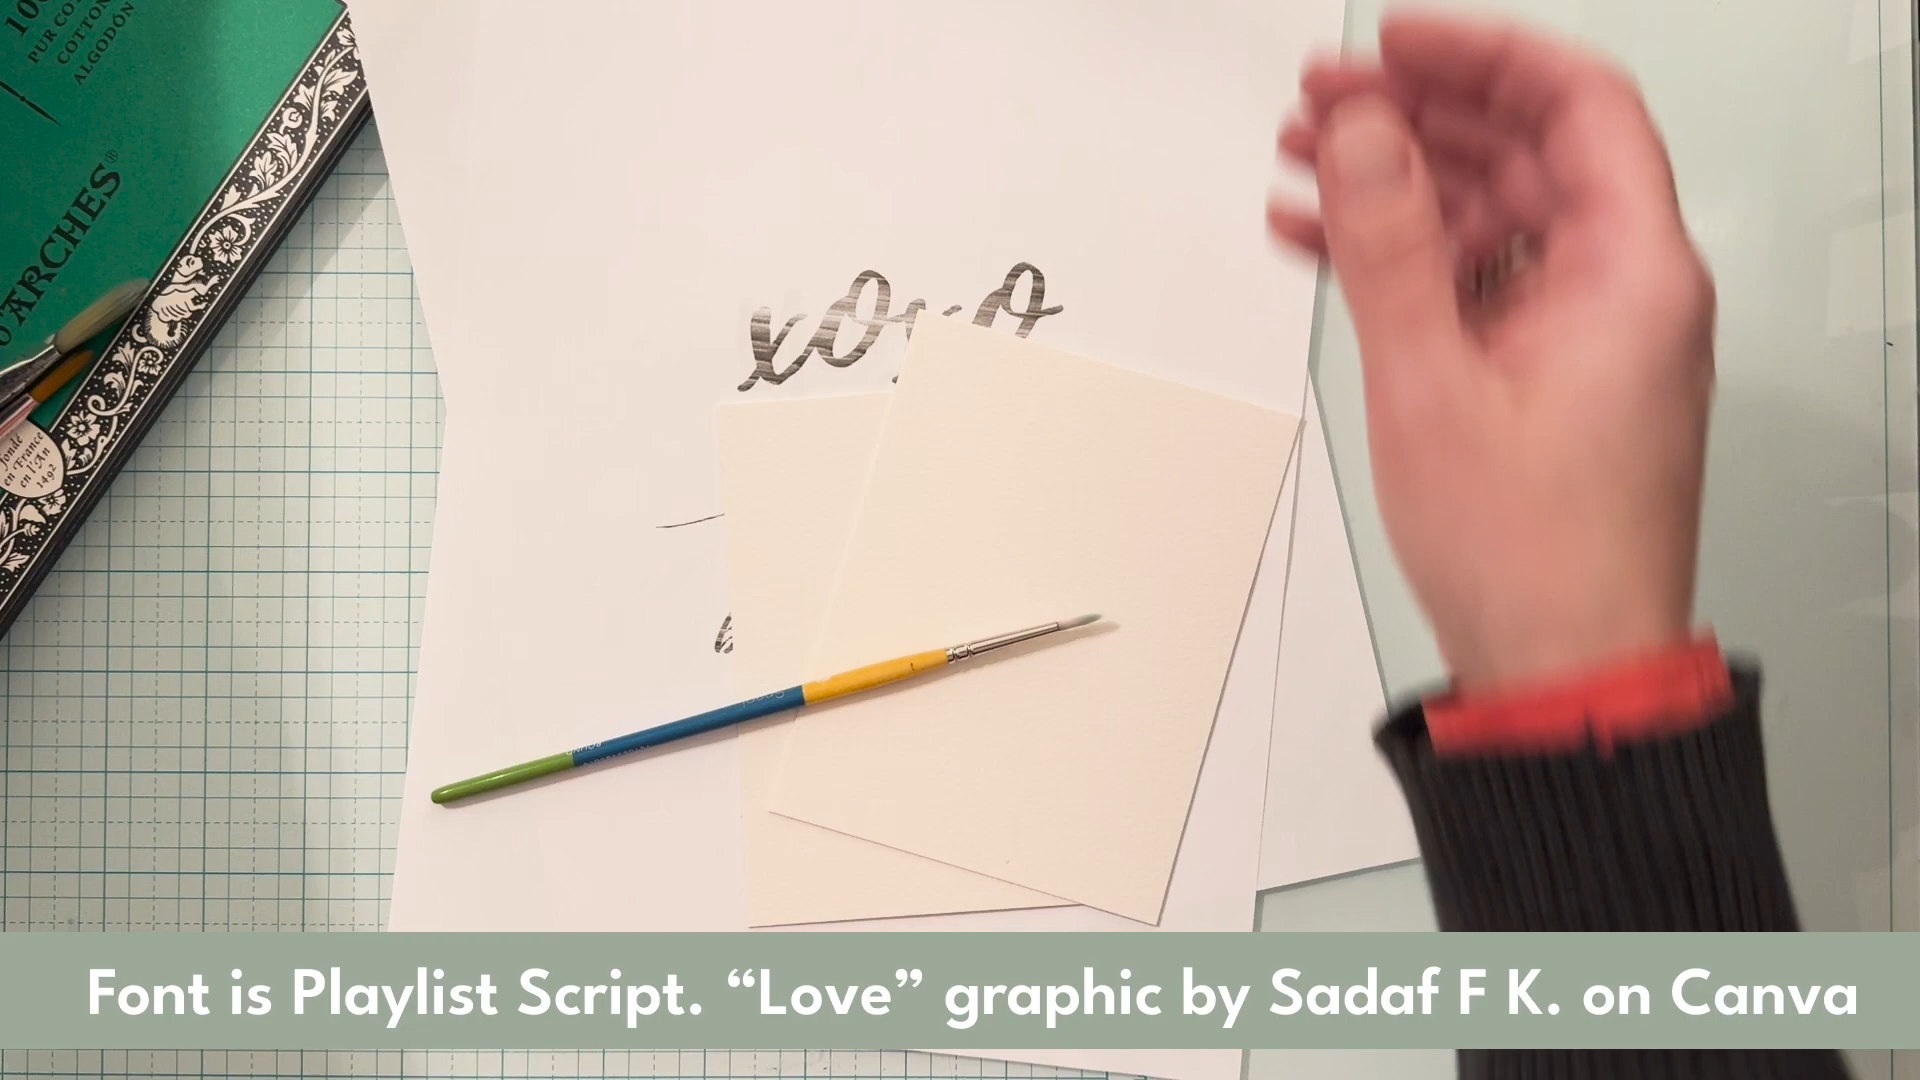 100
PUR CO
COTTON
ALGODÓN
D'ARCHES®
fondé
en France
en l'An
1492
xoxo
Font is Playlist Script. “Love” graphic by Sadaf F K. on Canva